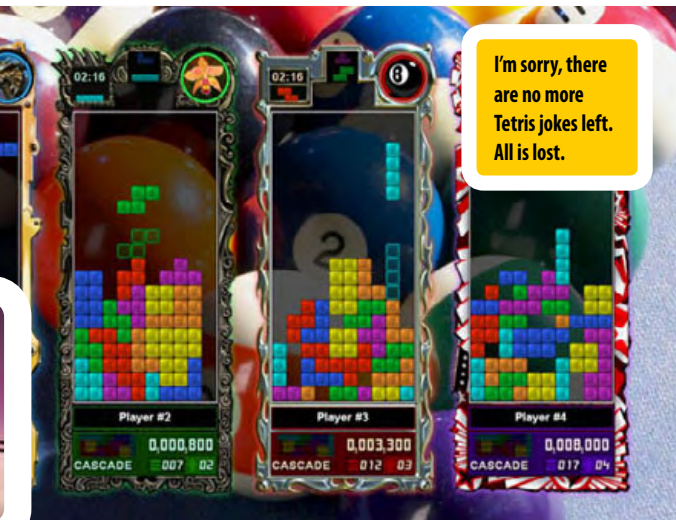 I'm sorry, there
are no more
Tetris jokes left.
All is lost.
02:16
02:16
8
2
Player #2
Player #3
Player #4
0,000,800
CASCADE 007 02
0,003,300
CASCADE 012 03
0,008,000
CASCADE 017 04